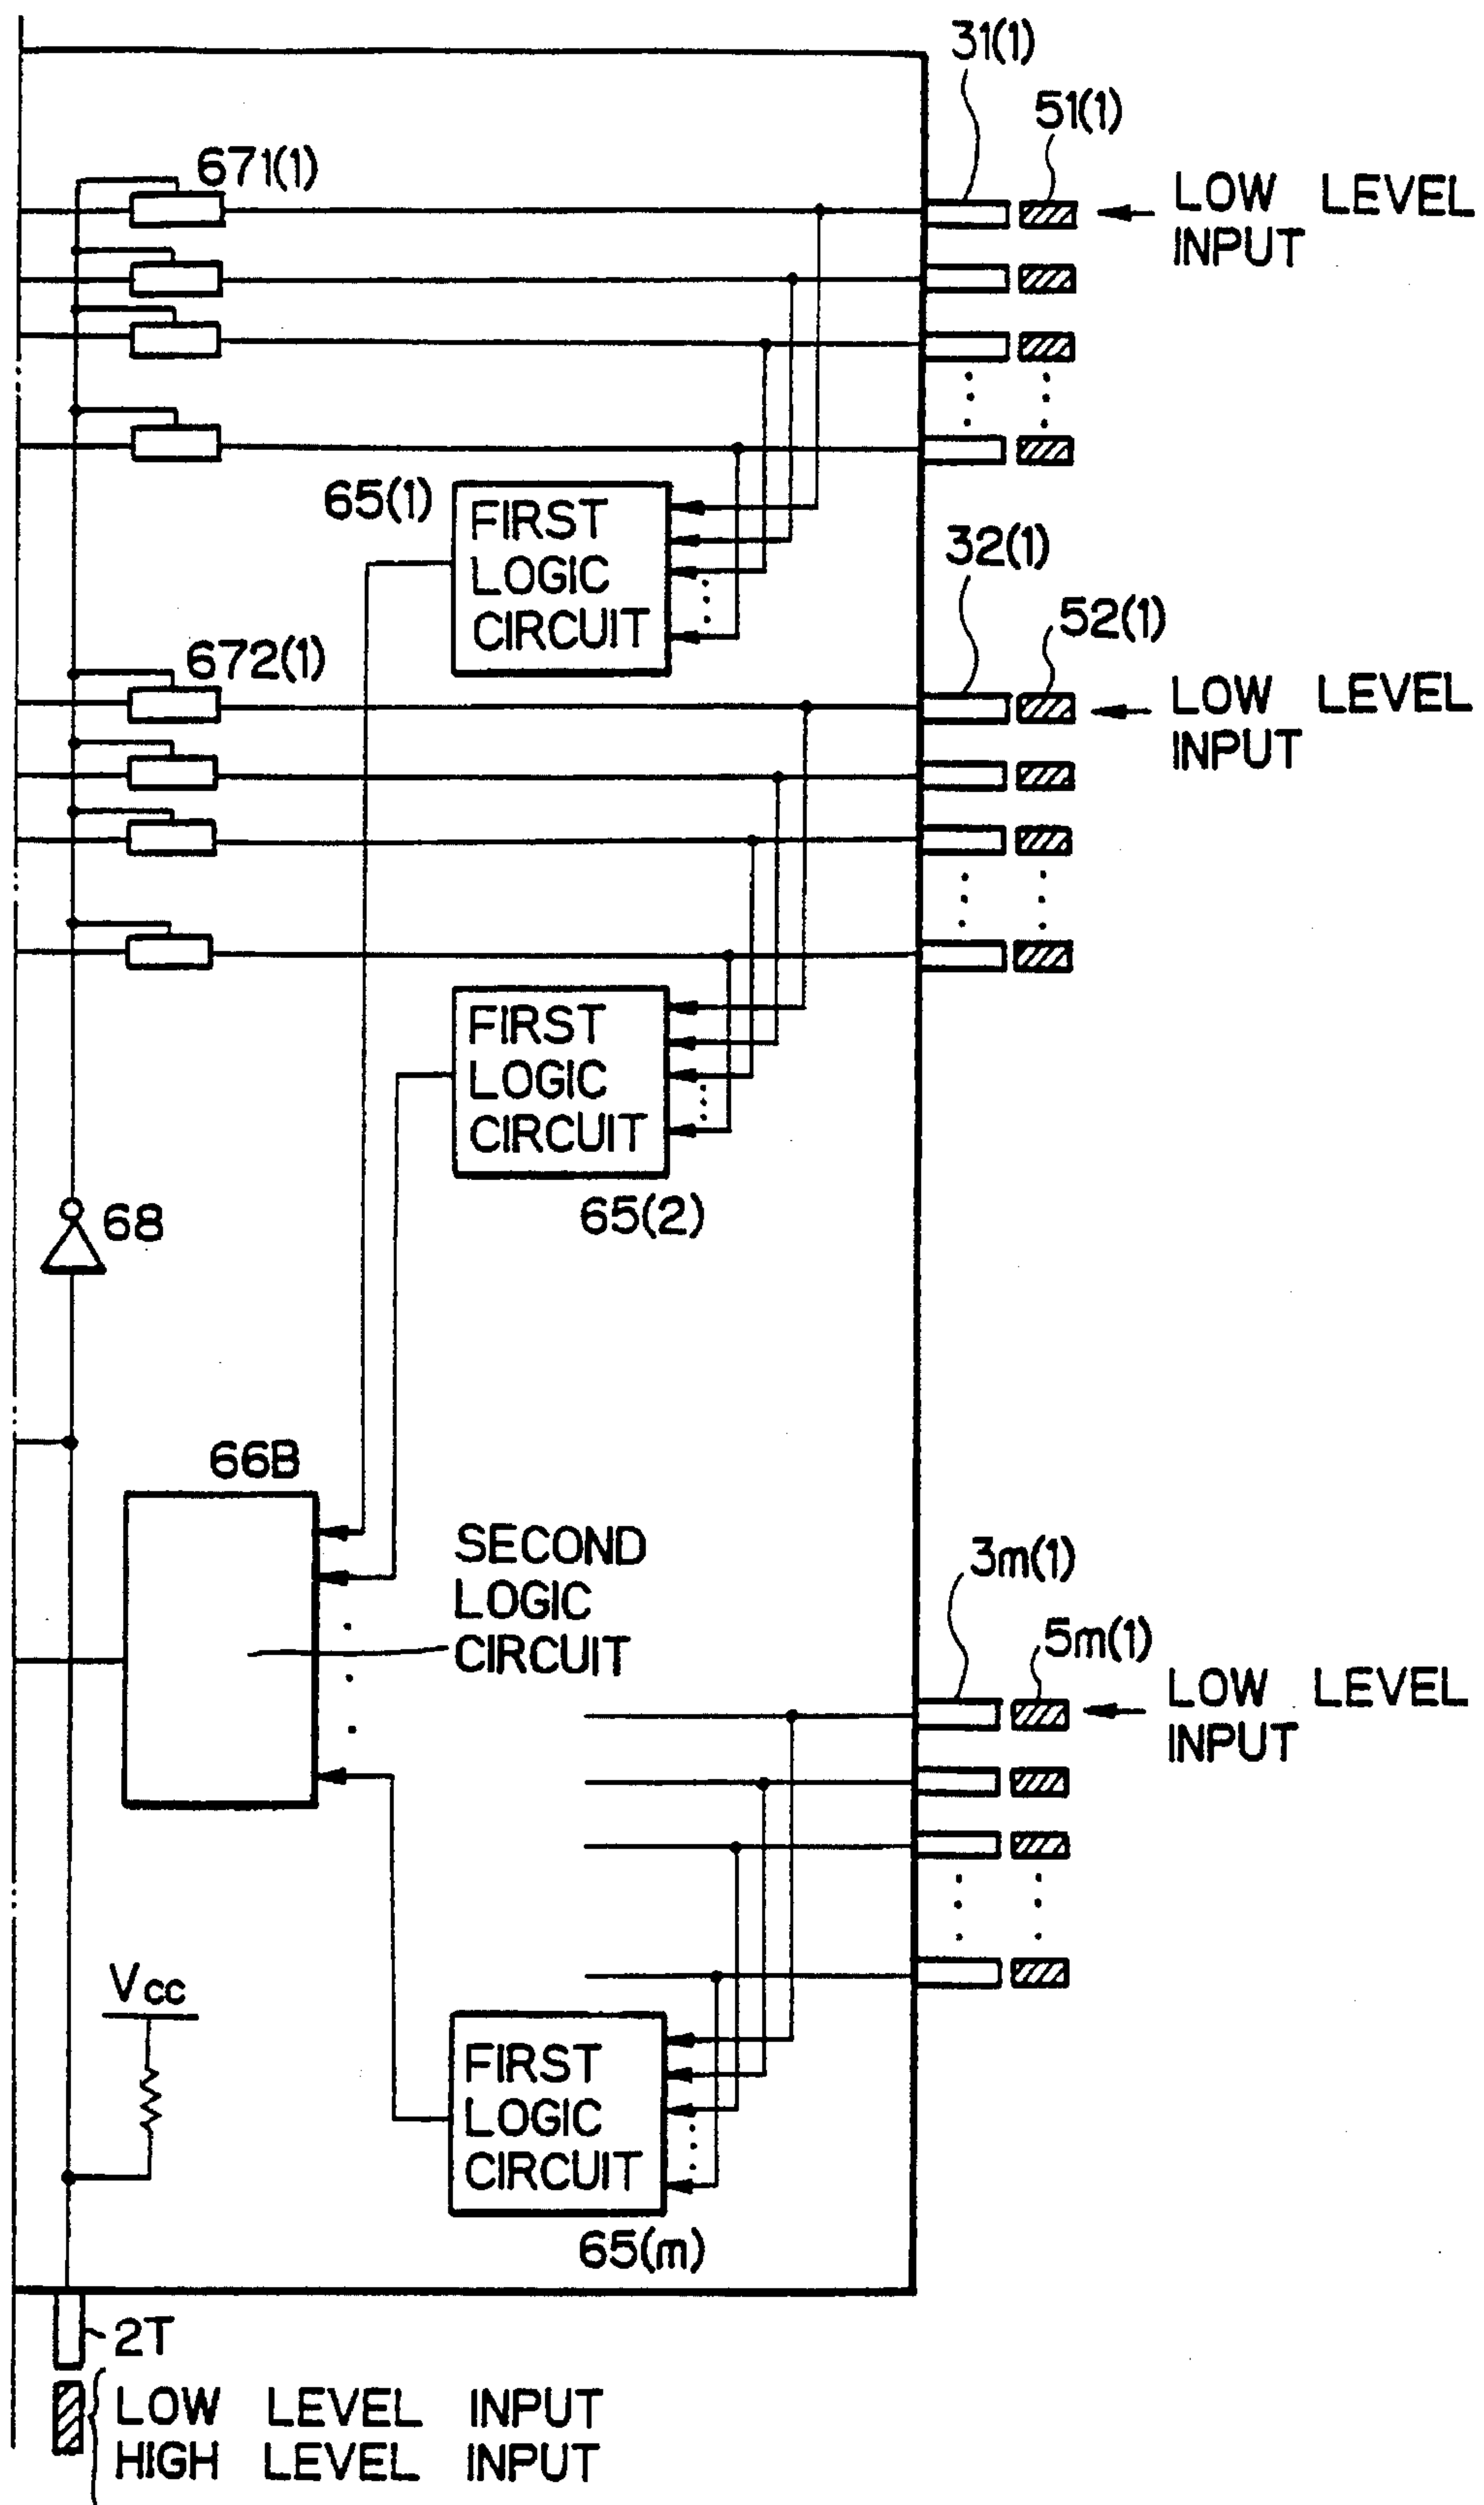 31(1)
51(1)
671(1)
LOW LEVEL
INPUT
65(1)
FIRST
LOGIC
CIRCUIT
32(1)
52(1)
672(1)
LOW LEVEL
INPUT
FIRST
LOGIC
CIRCUIT
65(2)
68
66B
SECOND
LOGIC
CIRCUIT
3m(1)
5m(1)
LOW LEVEL
INPUT
Vcc
FIRST
LOGIC
CIRCUIT
65(m)
2T
LOW LEVEL INPUT
HIGH LEVEL INPUT